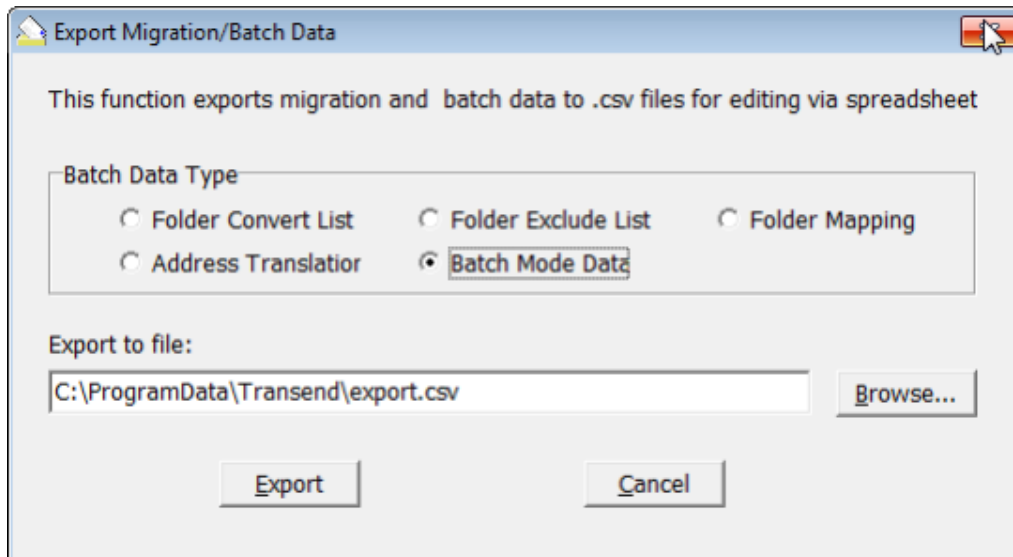 Export Migration/Batch Data
This function exports migration and batch data to .csv files for editing via spreadsheet
Batch Data Type
Folder Convert List Folder Exclude List Folder Mapping
Address Translation Batch Mode Data
Export to file:
C:\ProgramData\Transend\export.csv Browse...
Export Cancel